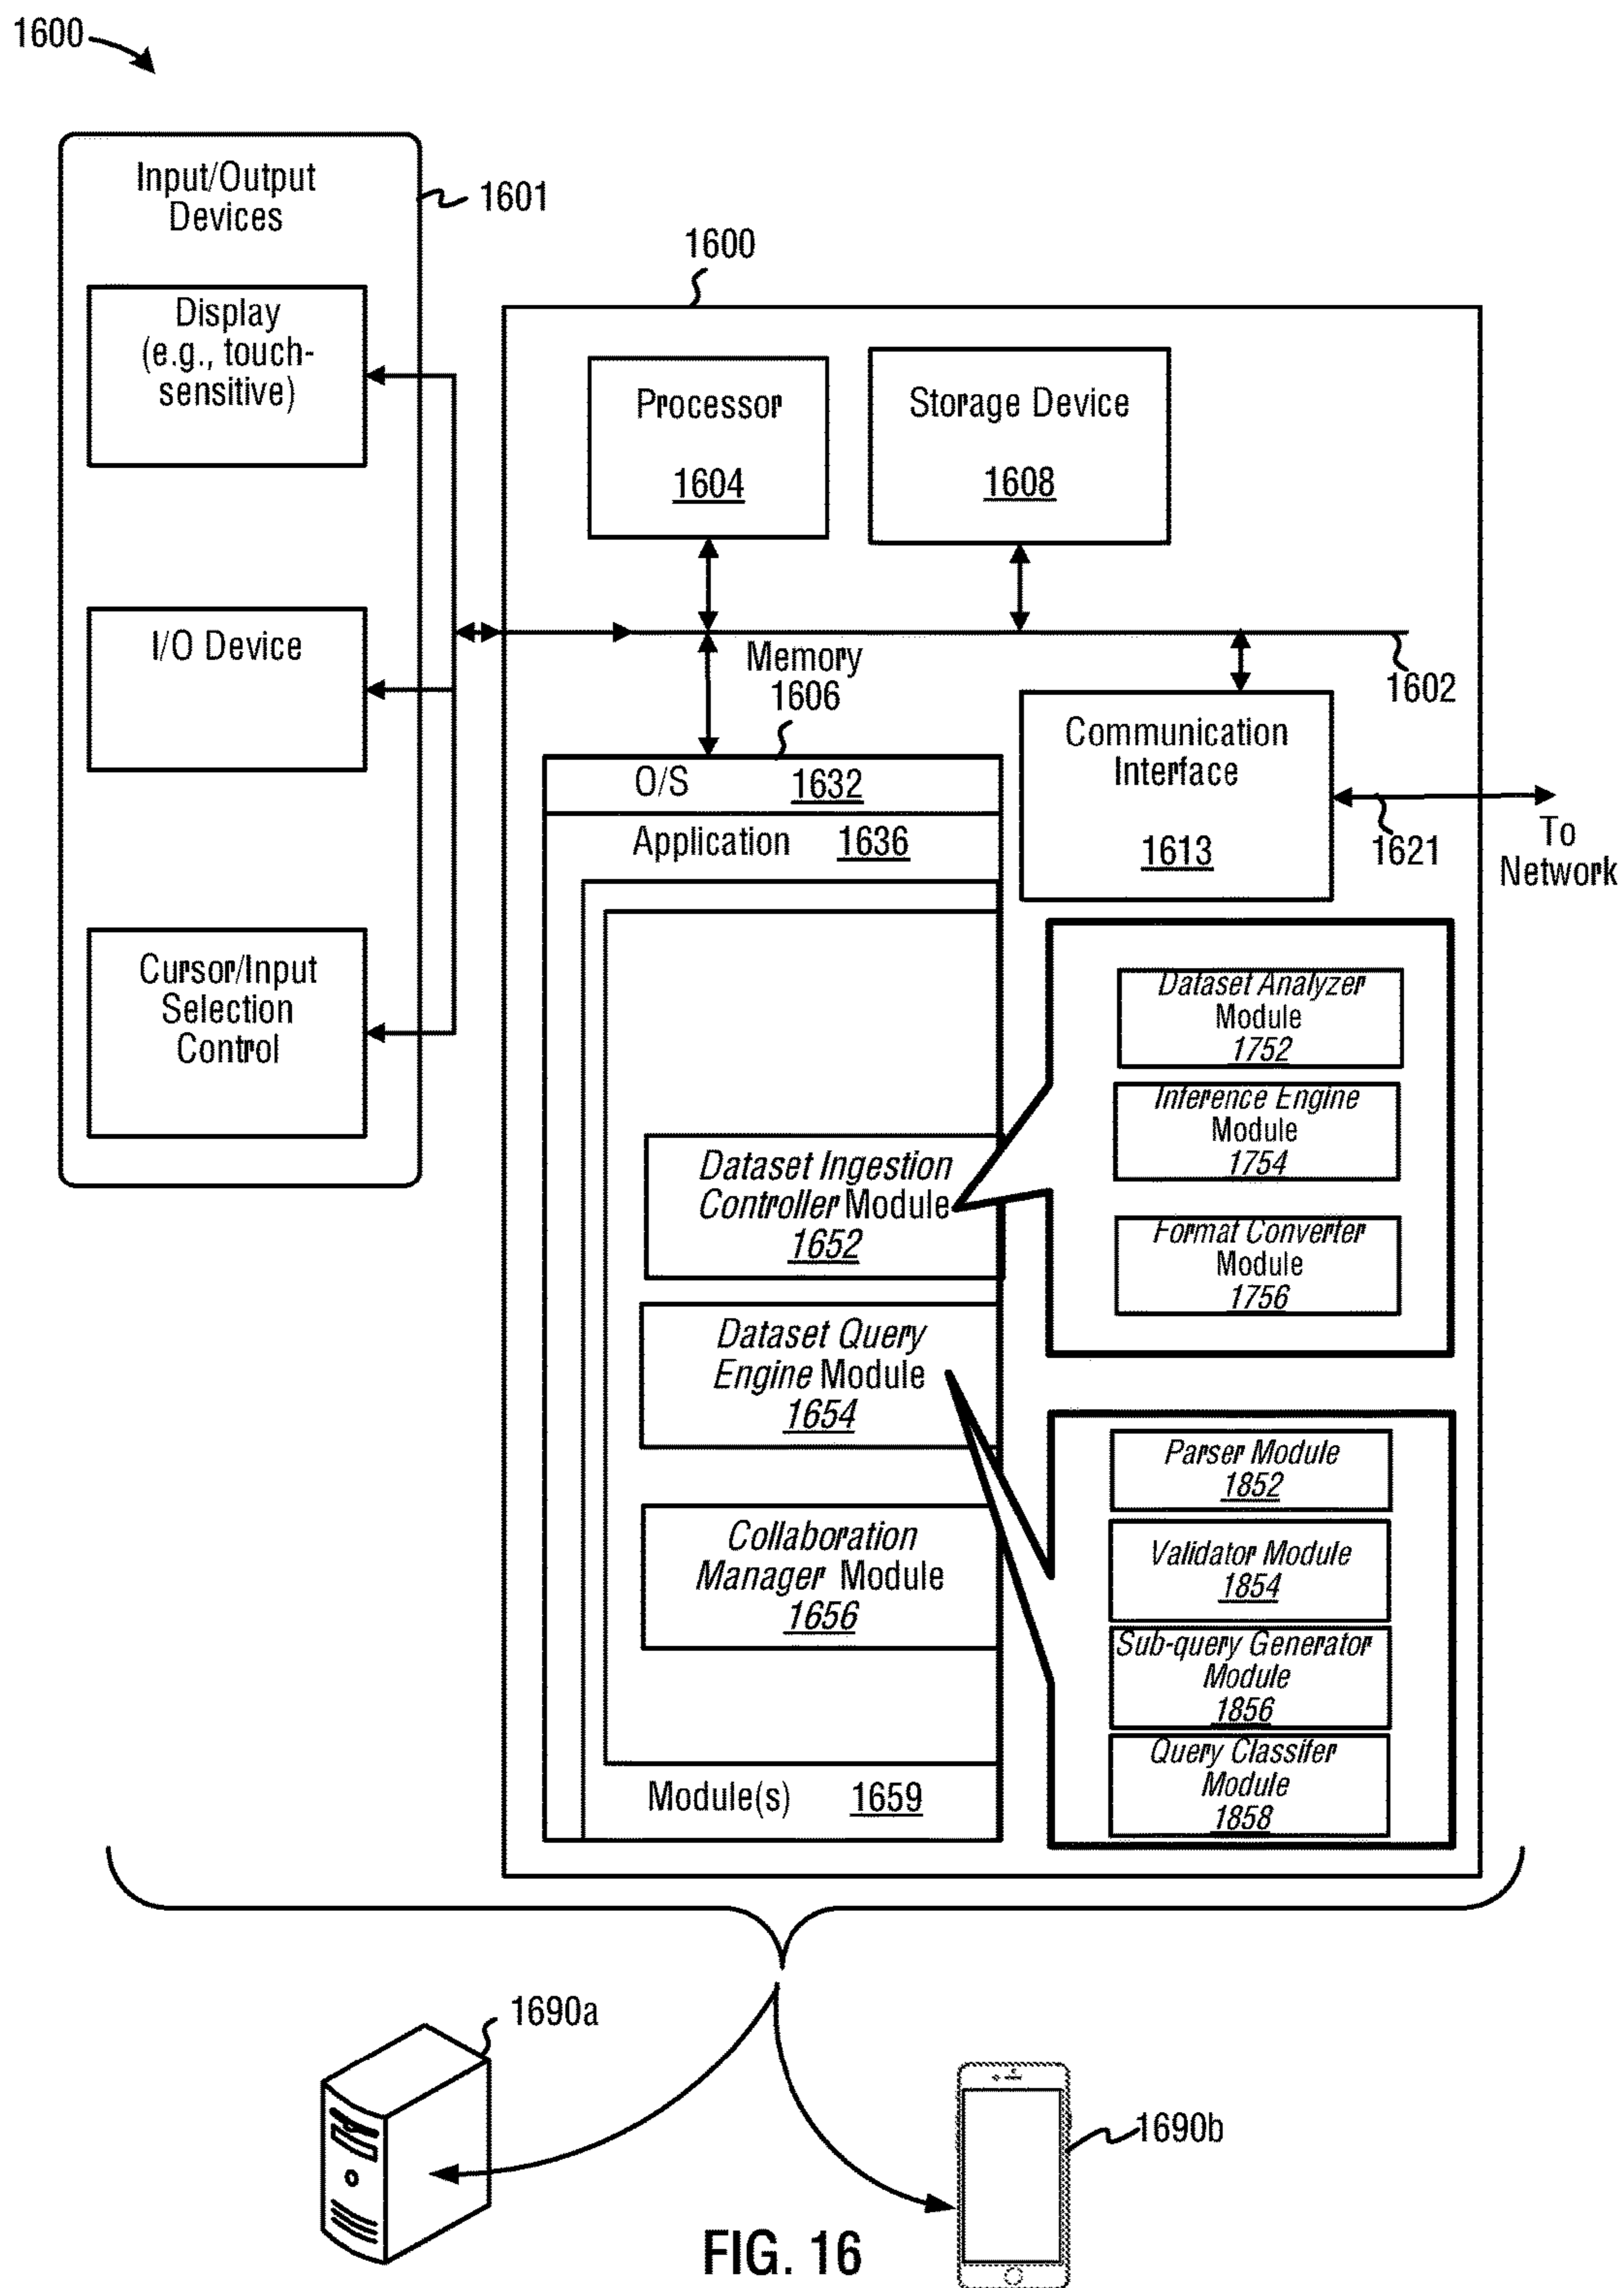 1600
Input/Output
Devices
1601
Display
(e.g., touch-
sensitive)
I/O Device
Cursor/Input
Selection
Control
1600
Processor
1604
Storage Device
1608
1602
Memory
1606
O/S 1632
Application 1636
Communication
Interface
1613
1621
To
Network
Dataset Ingestion
Controller Module
1652
Dataset Query
Engine Module
1654
Collaboration
Manager Module
1656
Module(s) 1659
Dataset Analyzer
Module
1752
Inference Engine
Module
1754
Format Converter
Module
1756
Parser Module
1852
Validator Module
1854
Sub-query Generator
Module
1856
Query Classifer
Module
1858
1690a
1690b
FIG. 16